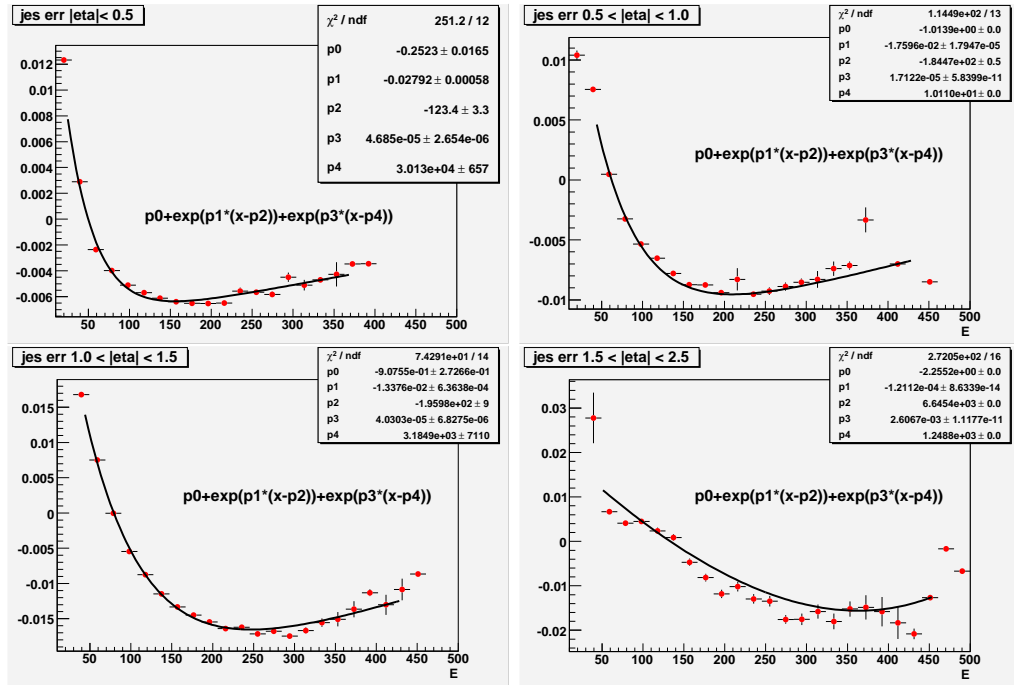 jes err |eta|< 0.5
χ² / ndf 251.2 / 12
p0 -0.2523 ± 0.0165
p1 -0.02792 ± 0.00058
p2 -123.4 ± 3.3
p3 4.685e-05 ± 2.654e-06
p4 3.013e+04 ± 657
p0+exp(p1*(x-p2))+exp(p3*(x-p4))
0.012
0.01
0.008
0.006
0.004
0.002
0
-0.002
-0.004
-0.006
50 100 150 200 250 300 350 400 450 500
E
jes err 0.5 < |eta| < 1.0
χ² / ndf 1.1449e+02 / 13
p0 -1.0139e+00 ± 0.0
p1 -1.7596e-02 ± 1.7947e-05
p2 -1.8447e+02 ± 0.5
p3 1.7122e-05 ± 5.8399e-11
p4 1.0110e+01 ± 0.0
p0+exp(p1*(x-p2))+exp(p3*(x-p4))
0.01
0.005
0
-0.005
-0.01
50 100 150 200 250 300 350 400 450 500
E
jes err 1.0 < |eta| < 1.5
χ² / ndf 7.4291e+01 / 14
p0 -9.0755e-01 ± 2.7266e-01
p1 -1.3376e-02 ± 6.3638e-04
p2 -1.9598e+02 ± 9
p3 4.0303e-05 ± 6.8275e-06
p4 3.1849e+03 ± 7110
p0+exp(p1*(x-p2))+exp(p3*(x-p4))
0.015
0.01
0.005
0
-0.005
-0.01
-0.015
50 100 150 200 250 300 350 400 450 500
E
jes err 1.5 < |eta| < 2.5
χ² / ndf 2.7205e+02 / 16
p0 -2.2552e+00 ± 0.0
p1 -1.2112e-04 ± 8.6339e-14
p2 6.6454e+03 ± 0.0
p3 2.6067e-03 ± 1.1177e-11
p4 1.2488e+03 ± 0.0
p0+exp(p1*(x-p2))+exp(p3*(x-p4))
0.03
0.02
0.01
0
-0.01
-0.02
50 100 150 200 250 300 350 400 450 500
E